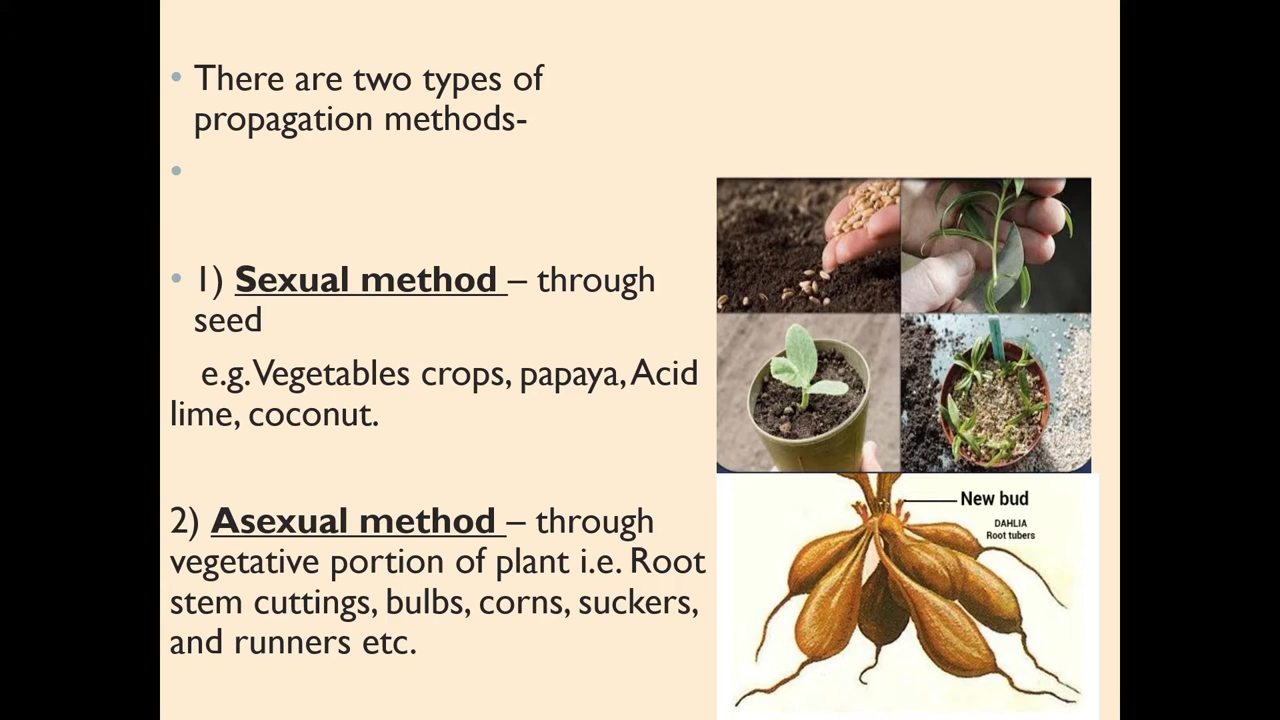 • There are two types of
propagation methods-
•
• 1) Sexual method – through
seed
e.g. Vegetables crops, papaya, Acid
lime, coconut.
2) Asexual method – through
vegetative portion of plant i.e. Root
stem cuttings, bulbs, corns, suckers,
and runners etc.
New bud
DAHLIA
Root tubers